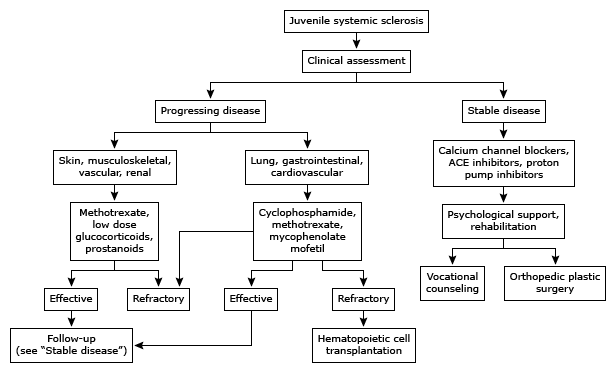 Juvenile systemic sclerosis
Clinical assessment
Progressing disease
Stable disease
Skin, musculoskeletal,
vascular, renal
Lung, gastrointestinal,
cardiovascular
Calcium channel blockers,
ACE inhibitors, proton
pump inhibitors
Methotrexate,
low dose
glucocorticoids,
prostanoids
Cyclophosphamide,
methotrexate,
mycophenolate
mofetil
Psychological support,
rehabilitation
Effective
Refractory
Effective
Refractory
Vocational
counseling
Orthopedic plastic
surgery
Follow-up
(see “Stable disease”)
Hematopoietic cell
transplantation